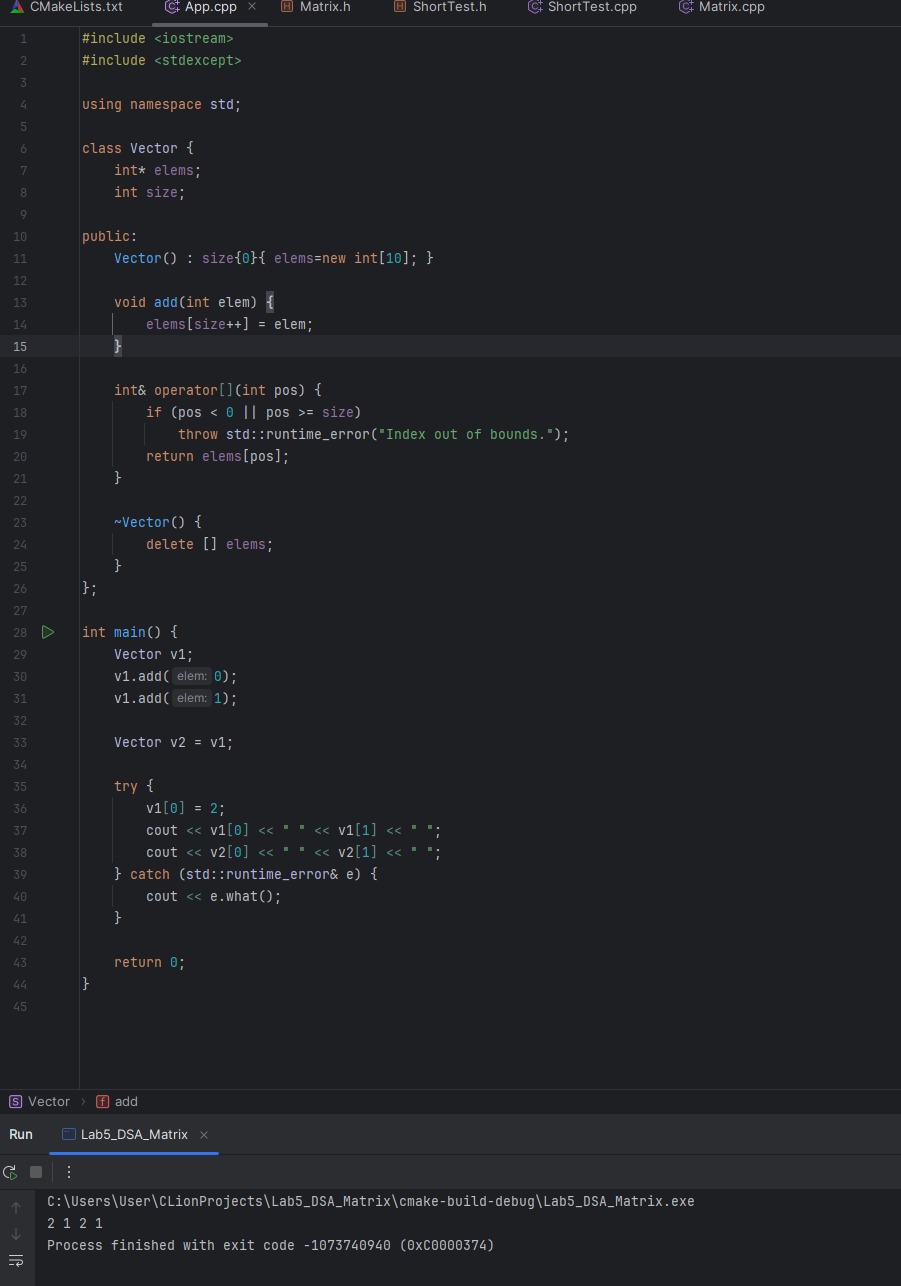 CMakeLists.txt App.cpp × Matrix.h ShortTest.h ShortTest.cpp Matrix.cpp
1 #include <iostream>
2 #include <stdexcept>
3
4 using namespace std;
5
6 class Vector {
7     int* elems;
8     int size;
9
10 public:
11     Vector() : size{0}{ elems=new int[10]; }
12
13     void add(int elem) {
14         elems[size++] = elem;
15     }
16
17     int& operator[](int pos) {
18         if (pos < 0 || pos >= size)
19             throw std::runtime_error("Index out of bounds.");
20         return elems[pos];
21     }
22
23     ~Vector() {
24         delete [] elems;
25     }
26 };
27
28 int main() {
29     Vector v1;
30     v1.add( elem: 0);
31     v1.add( elem: 1);
32
33     Vector v2 = v1;
34
35     try {
36         v1[0] = 2;
37         cout << v1[0] << " " << v1[1] << " ";
38         cout << v2[0] << " " << v2[1] << " ";
39     } catch (std::runtime_error& e) {
40         cout << e.what();
41     }
42
43     return 0;
44 }
45
S Vector › f add
Run Lab5_DSA_Matrix ×
C:\Users\User\CLionProjects\Lab5_DSA_Matrix\cmake-build-debug\Lab5_DSA_Matrix.exe
2 1 2 1
Process finished with exit code -1073740940 (0xC0000374)